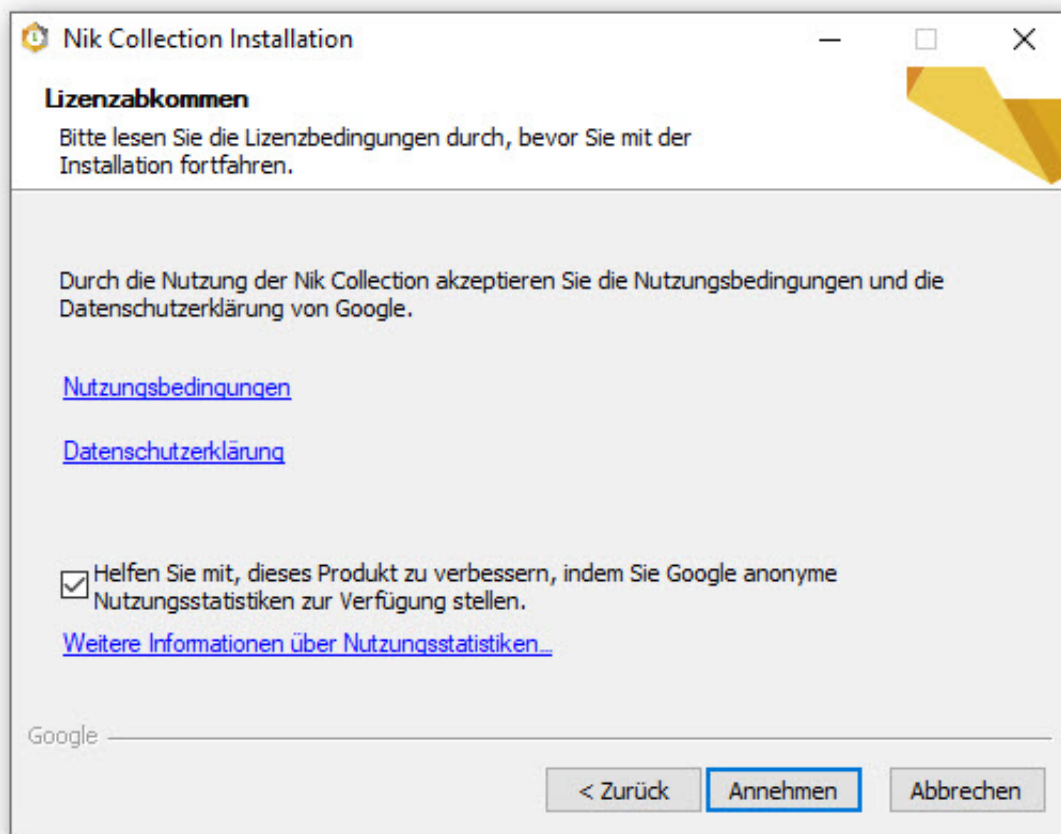 Nik Collection Installation
Lizenzabkommen
Bitte lesen Sie die Lizenzbedingungen durch, bevor Sie mit der
Installation fortfahren.
Durch die Nutzung der Nik Collection akzeptieren Sie die Nutzungsbedingungen und die
Datenschutzerklärung von Google.
Nutzungsbedingungen
Datenschutzerklärung
Helfen Sie mit, dieses Produkt zu verbessern, indem Sie Google anonyme
Nutzungsstatistiken zur Verfügung stellen.
Weitere Informationen über Nutzungsstatistiken...
Google
< Zurück Annehmen Abbrechen